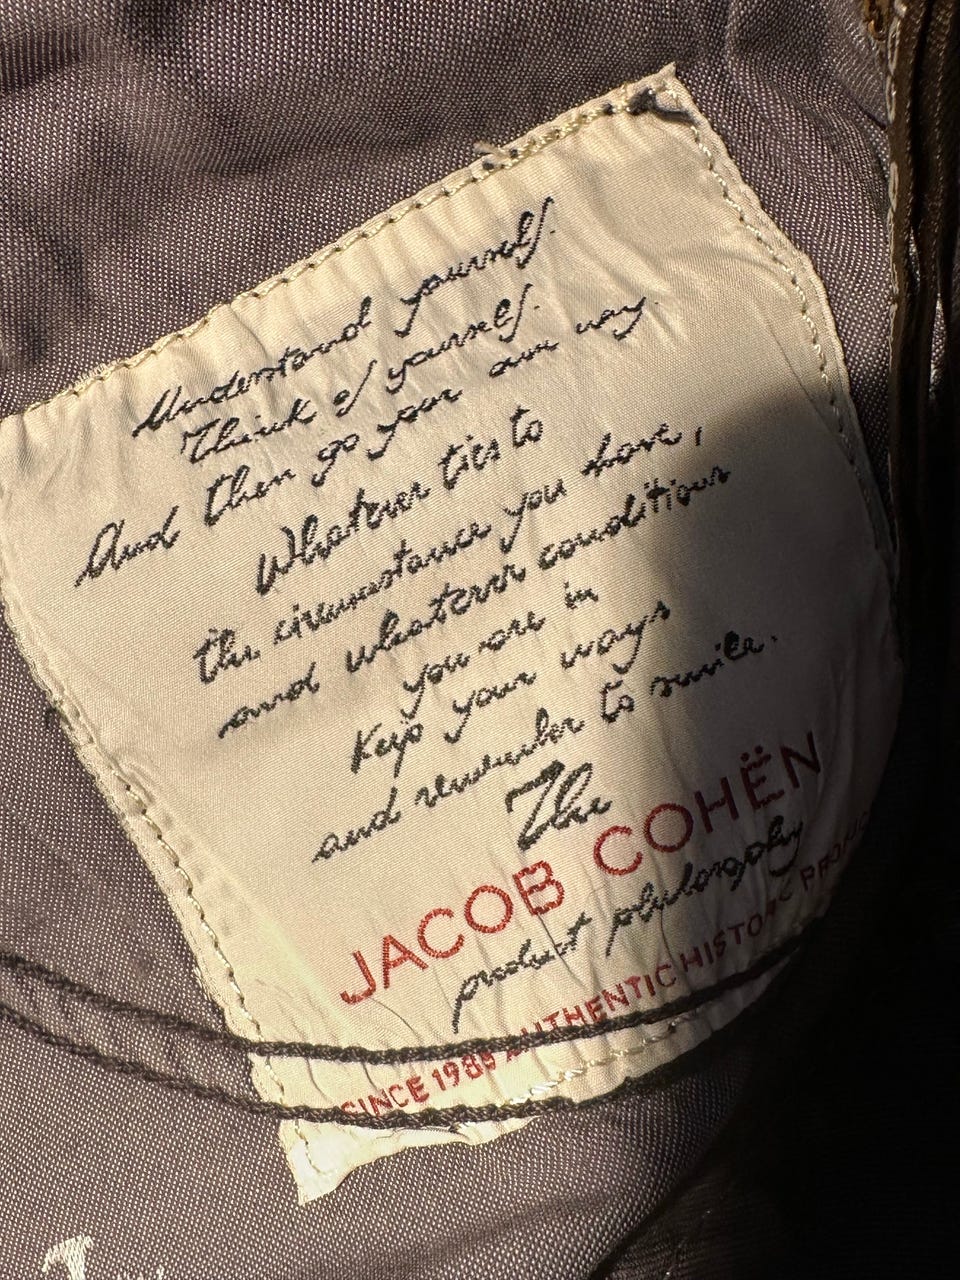 Understand yourself.
Think of yourself.
And then go your own way.
Whatever ties to
the circumstance you have,
and whatever conditions
you are in
Keep your ways
and remember to smile.
The
JACOB COHËN
product philosophy
SINCE 1985 AUTHENTIC HISTORIC